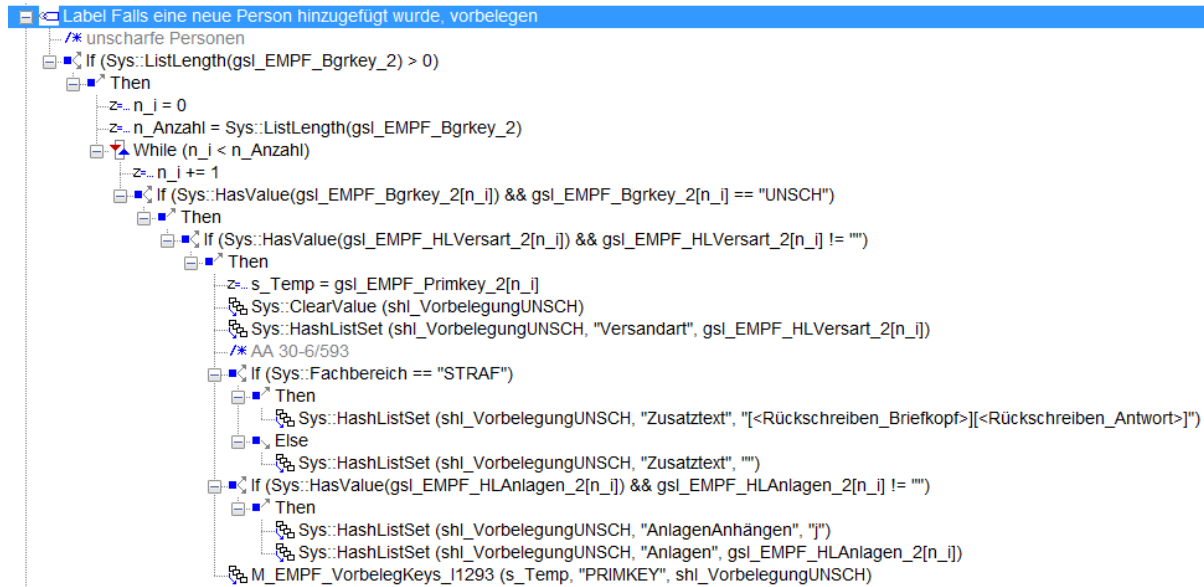 Label Falls eine neue Person hinzugefügt wurde, vorbelegen
/* unscharfe Personen
If (Sys::ListLength(gsl_EMPF_Bgrkey_2) > 0)
Then
n_i = 0
n_Anzahl = Sys::ListLength(gsl_EMPF_Bgrkey_2)
While (n_i < n_Anzahl)
n_i += 1
If (Sys::HasValue(gsl_EMPF_Bgrkey_2[n_i]) && gsl_EMPF_Bgrkey_2[n_i] == "UNSCH")
Then
If (Sys::HasValue(gsl_EMPF_HLVersart_2[n_i]) && gsl_EMPF_HLVersart_2[n_i] != "")
Then
s_Temp = gsl_EMPF_Primkey_2[n_i]
Sys::ClearValue (shl_VorbelegungUNSCH)
Sys::HashListSet (shl_VorbelegungUNSCH, "Versandart", gsl_EMPF_HLVersart_2[n_i])
/* AA 30-6/593
If (Sys::Fachbereich == "STRAF")
Then
Sys::HashListSet (shl_VorbelegungUNSCH, "Zusatztext", "[<Rückschreiben_Briefkopf>][<Rückschreiben_Antwort>]")
Else
Sys::HashListSet (shl_VorbelegungUNSCH, "Zusatztext", "")
If (Sys::HasValue(gsl_EMPF_HLAnlagen_2[n_i]) && gsl_EMPF_HLAnlagen_2[n_i] != "")
Then
Sys::HashListSet (shl_VorbelegungUNSCH, "AnlagenAnhängen", "j")
Sys::HashListSet (shl_VorbelegungUNSCH, "Anlagen", gsl_EMPF_HLAnlagen_2[n_i])
M_EMPF_VorbelegKeys_I1293 (s_Temp, "PRIMKEY", shl_VorbelegungUNSCH)